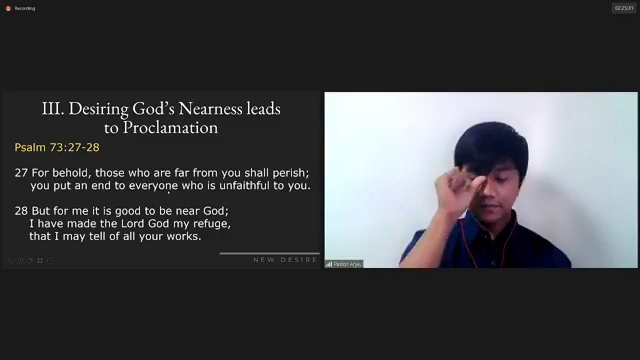 Recording
02:25:31
III. Desiring God's Nearness leads
to Proclamation
Psalm 73:27-28
27 For behold, those who are far from you shall perish;
you put an end to everyone who is unfaithful to you.
28 But for me it is good to be near God;
I have made the Lord God my refuge,
that I may tell of all your works.
NEW DESIRE
Pastor Arjay